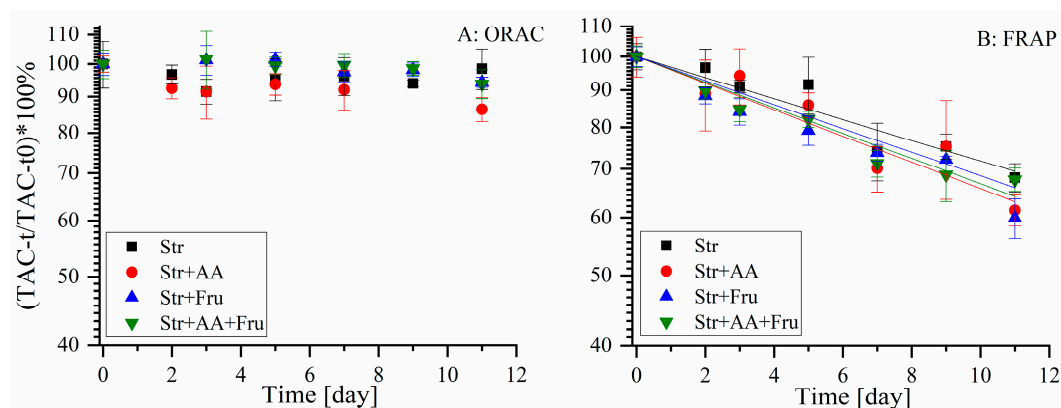 A: ORAC
(TAC-t/TAC-t0)*100%
110
100
90
80
70
60
50
40
Str
Str+AA
Str+Fru
Str+AA+Fru
0 2 4 6 8 10 12
Time [day]
B: FRAP
110
100
90
80
70
60
50
40
Str
Str+AA
Str+Fru
Str+AA+Fru
0 2 4 6 8 10 12
Time [day]